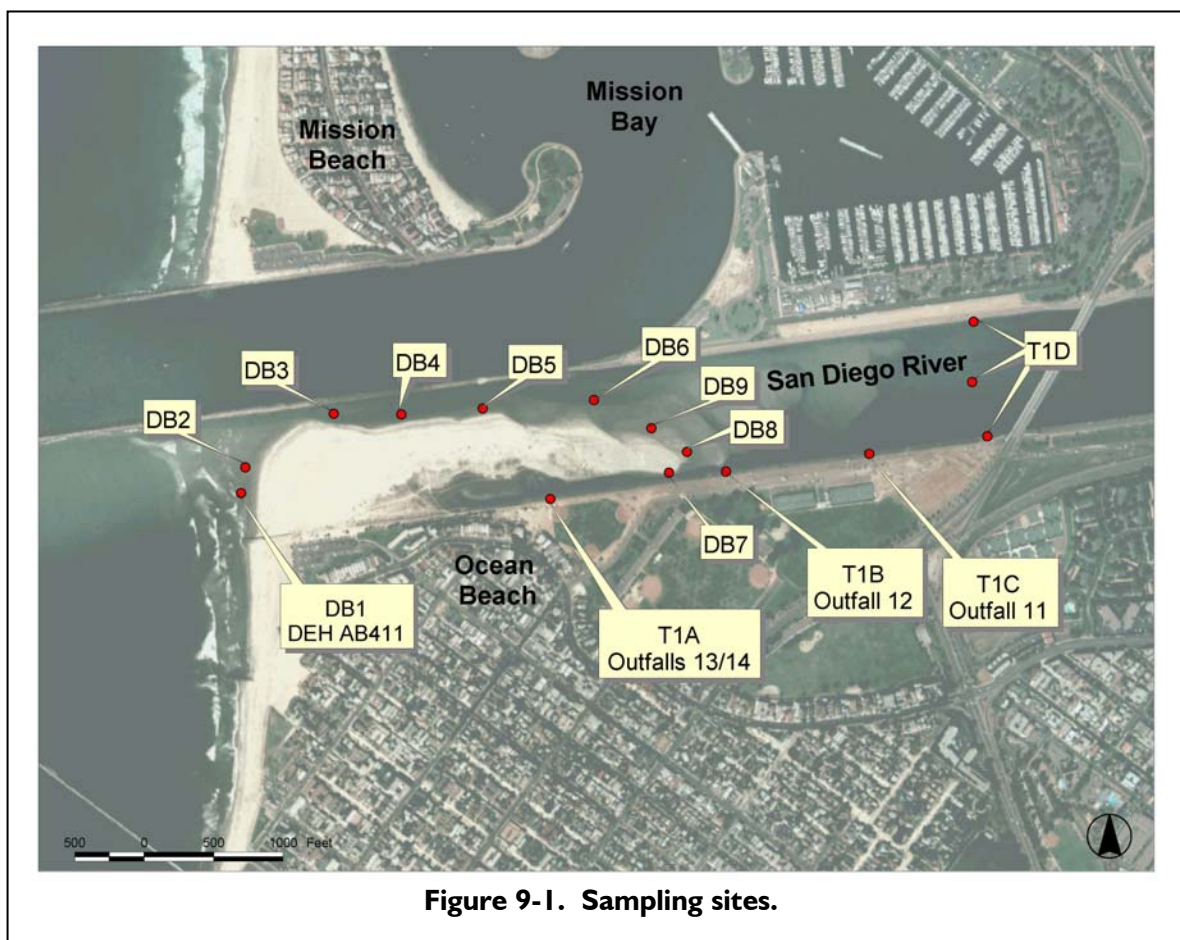 Mission
Bay
Mission
Beach
DB6
T1D
DB5
DB4
San Diego River
DB3
DB9
DB8
DB2
DB7
Ocean
Beach
T1B
Outfall 12
T1C
Outfall 11
DB1
DEH AB411
T1A
Outfalls 13/14
500 0 500 1000 Feet
Figure 9-1. Sampling sites.